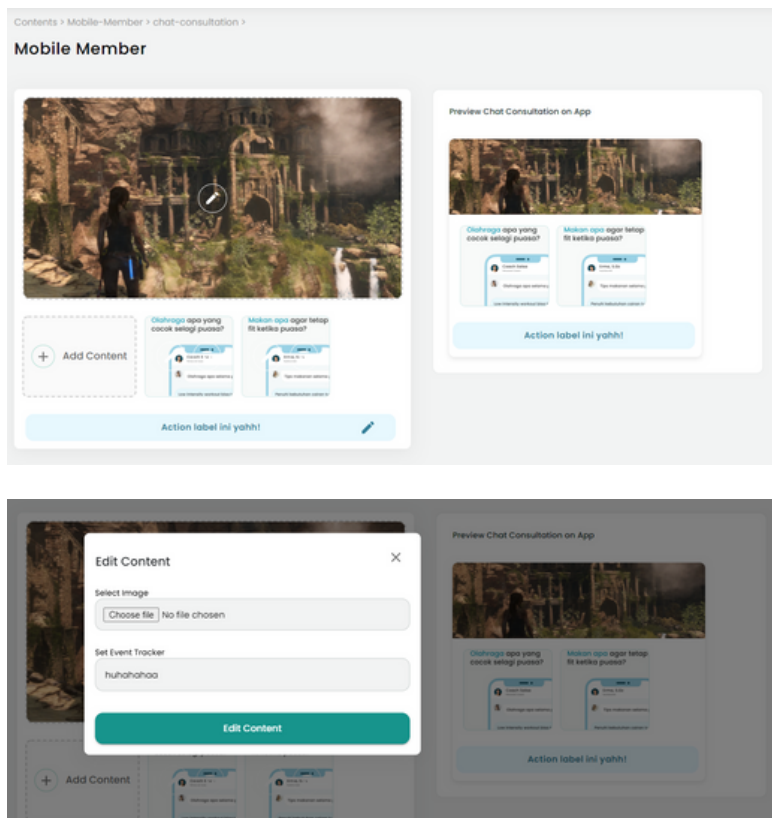 Contents > Mobile-Member > chat-consultation >
Mobile Member
Preview Chat Consultation on App
Olahraga apa yang
cocok selagi puasa?
Makan apa agar tetap
fit ketika puasa?
Action label ini yahh!
Add Content
Olahraga apa yang
cocok selagi puasa?
Makan apa agar tetap
fit ketika puasa?
Action label ini yahh!
Edit Content
Select Image
Choose file No file chosen
Set Event Tracker
huhahahaa
Edit Content
Add Content
Preview Chat Consultation on App
Olahraga apa yang
cocok selagi puasa?
Makan apa agar tetap
fit ketika puasa?
Action label ini yahh!